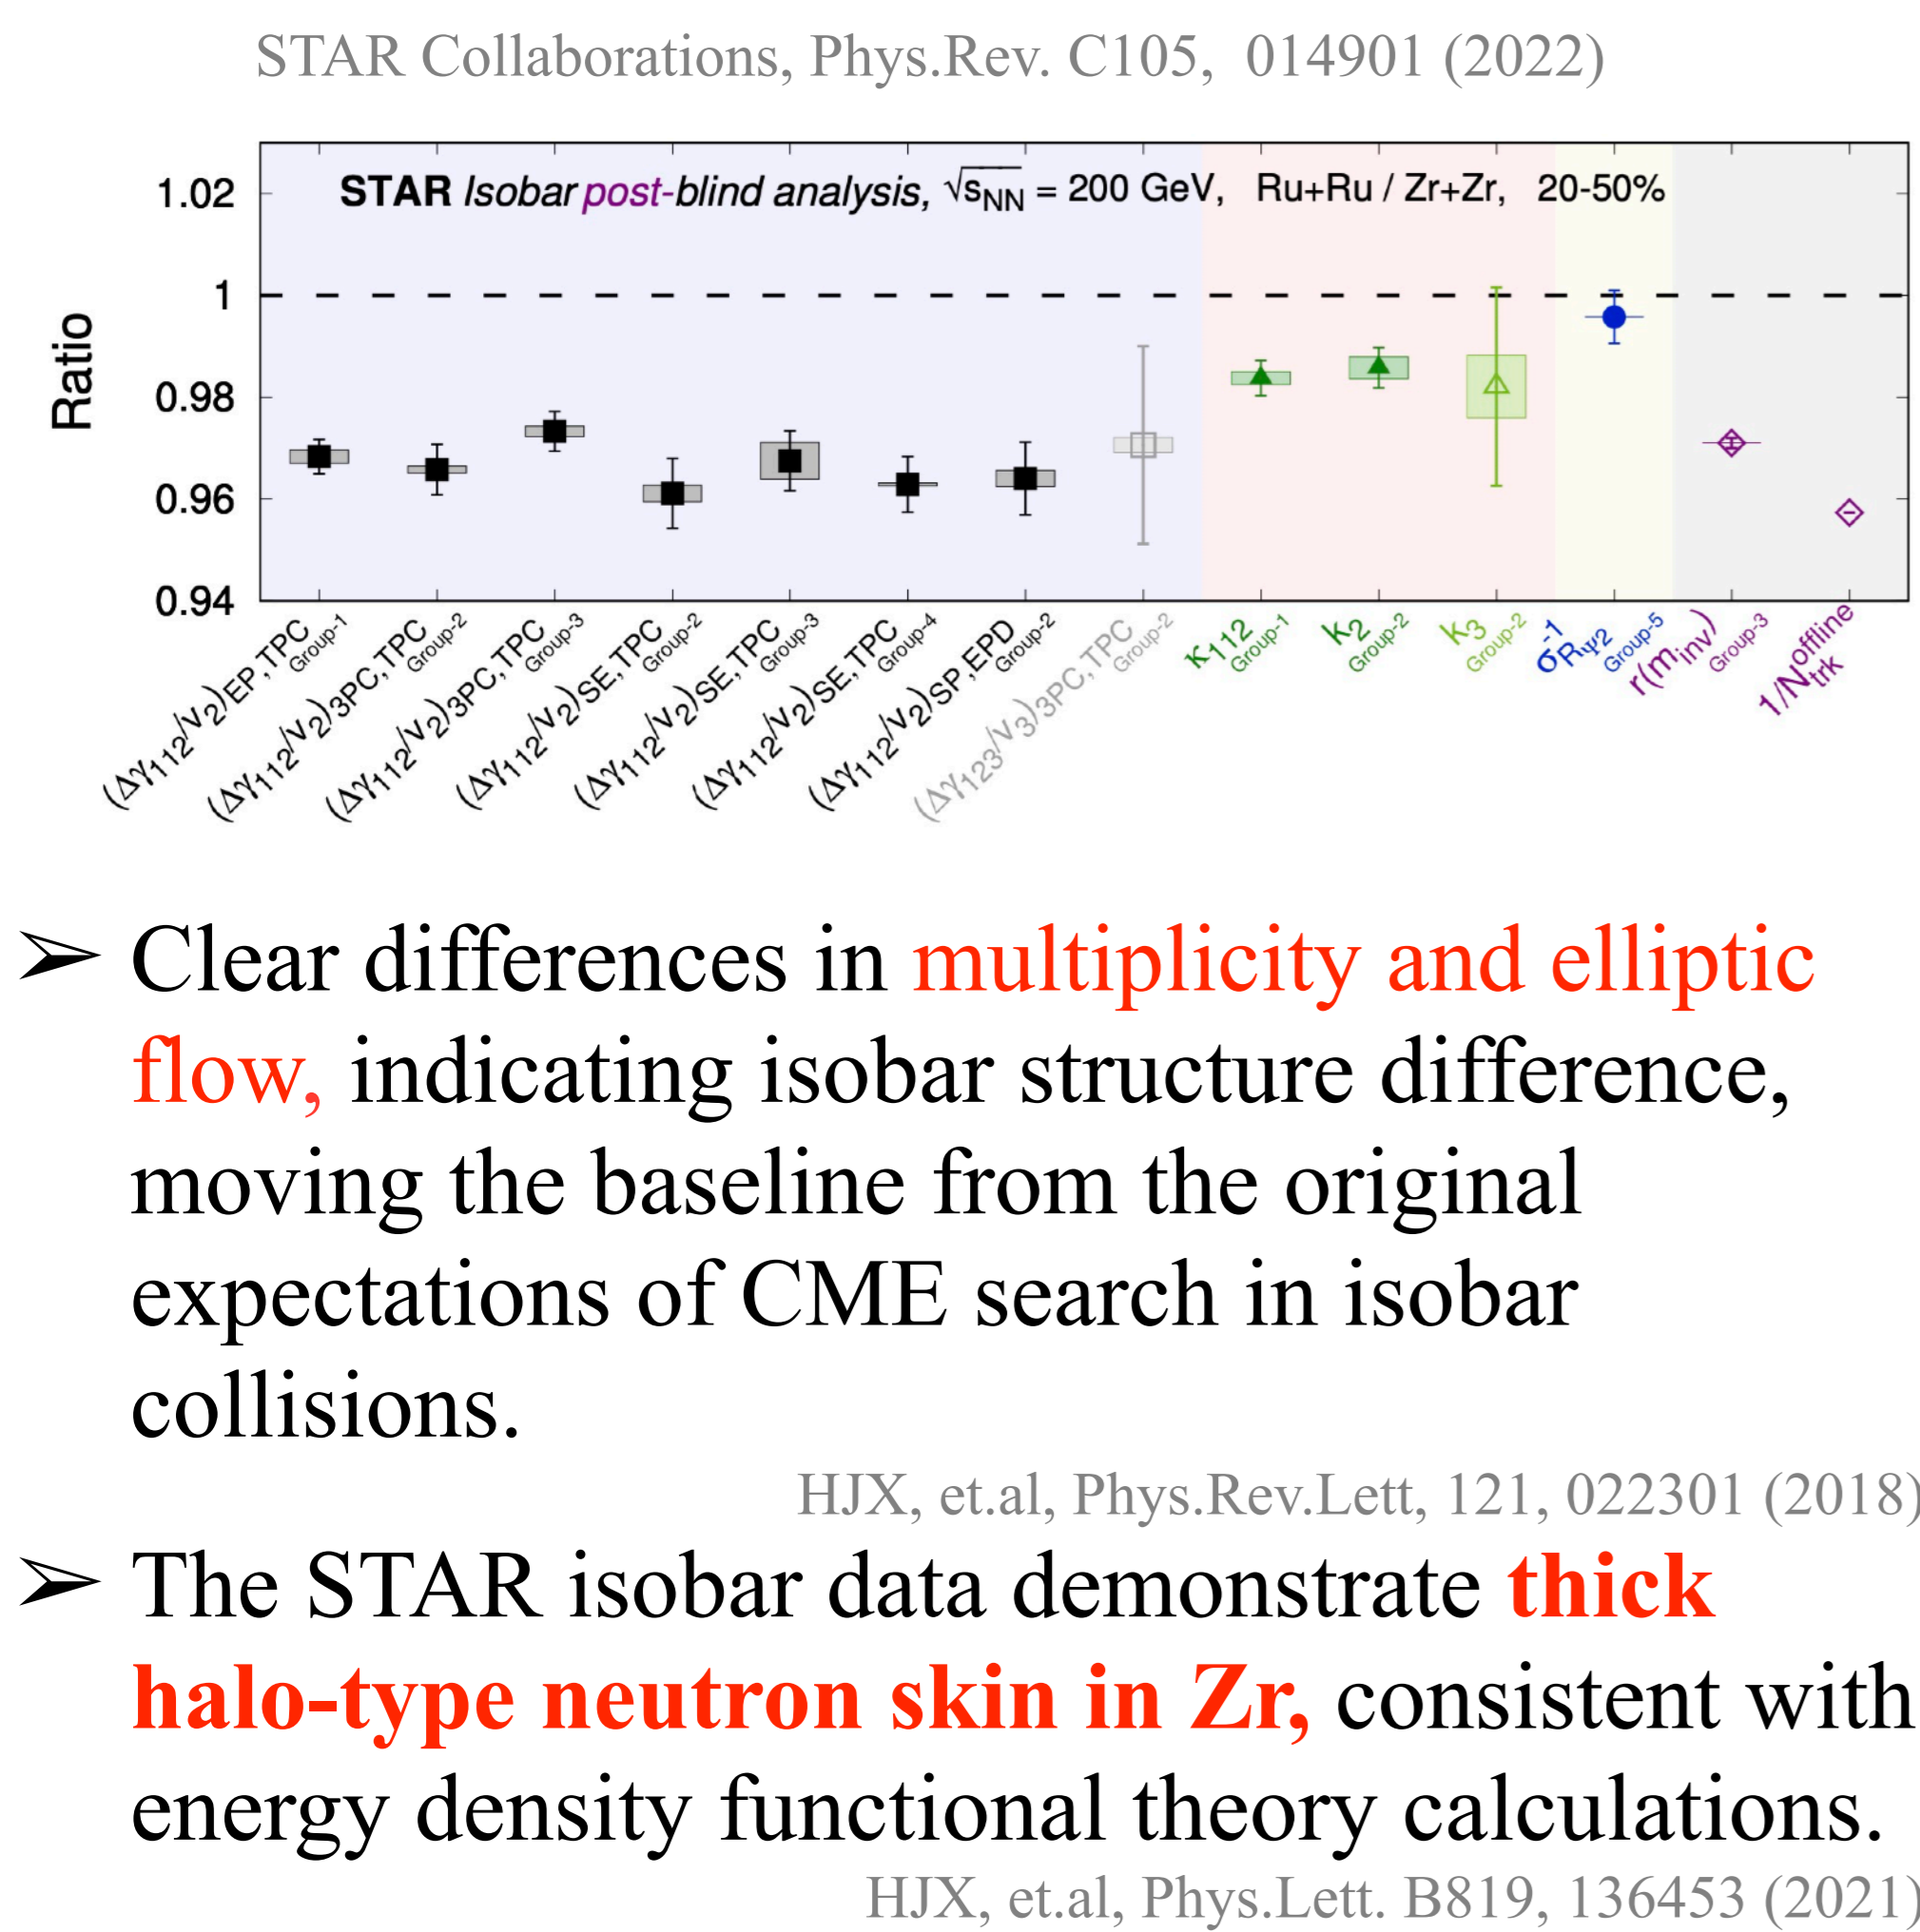 STAR Collaborations, Phys.Rev. C105, 014901 (2022)
STAR Isobar post-blind analysis, √sNN = 200 GeV, Ru+Ru / Zr+Zr, 20-50%
Ratio
1.02
1
0.98
0.96
0.94
(Δγ112/v2)EP,TPC Group-1
(Δγ112/v2)3PC,TPC Group-2
(Δγ112/v2)3PC,TPC Group-3
(Δγ112/v2)SE,TPC Group-2
(Δγ112/v2)SE,TPC Group-3
(Δγ112/v2)SE,TPC Group-4
(Δγ112/v2)SP,EPD Group-2
(Δγ123/v3)3PC,TPC Group-2
κ112 Group-1
k2 Group-2
k3 Group-2
σ-1RΨ2 Group-5
r(minv) Group-3
1/Nofflinetrk
➢ Clear differences in multiplicity and elliptic
flow, indicating isobar structure difference,
moving the baseline from the original
expectations of CME search in isobar
collisions.
HJX, et.al, Phys.Rev.Lett, 121, 022301 (2018)
➢ The STAR isobar data demonstrate thick
halo-type neutron skin in Zr, consistent with
energy density functional theory calculations.
HJX, et.al, Phys.Lett. B819, 136453 (2021)